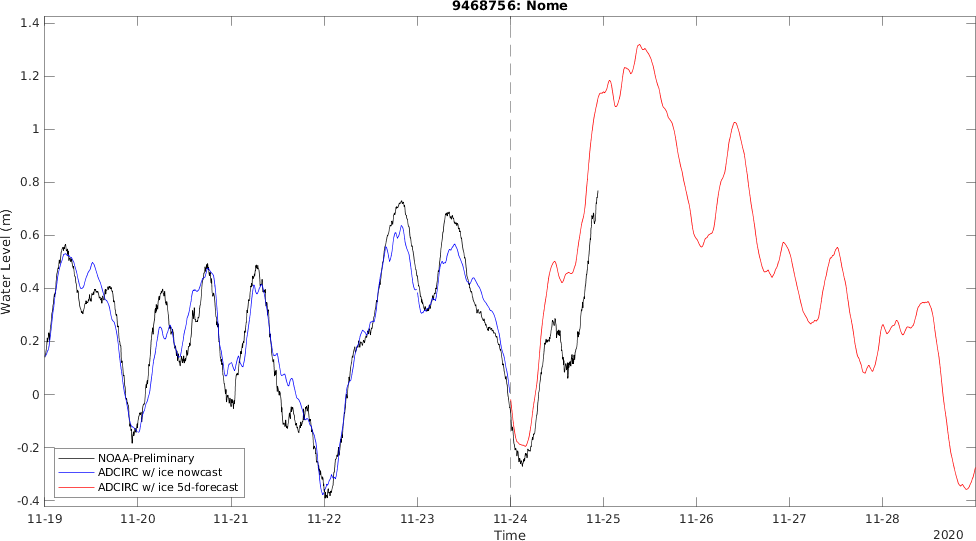 9468756: Nome
1.4
1.2
1
0.8
0.6
0.4
0.2
0
-0.2
-0.4
Water Level (m)
NOAA-Preliminary
ADCIRC w/ ice nowcast
ADCIRC w/ ice 5d-forecast
11-19 11-20 11-21 11-22 11-23 11-24 11-25 11-26 11-27 11-28
Time
2020